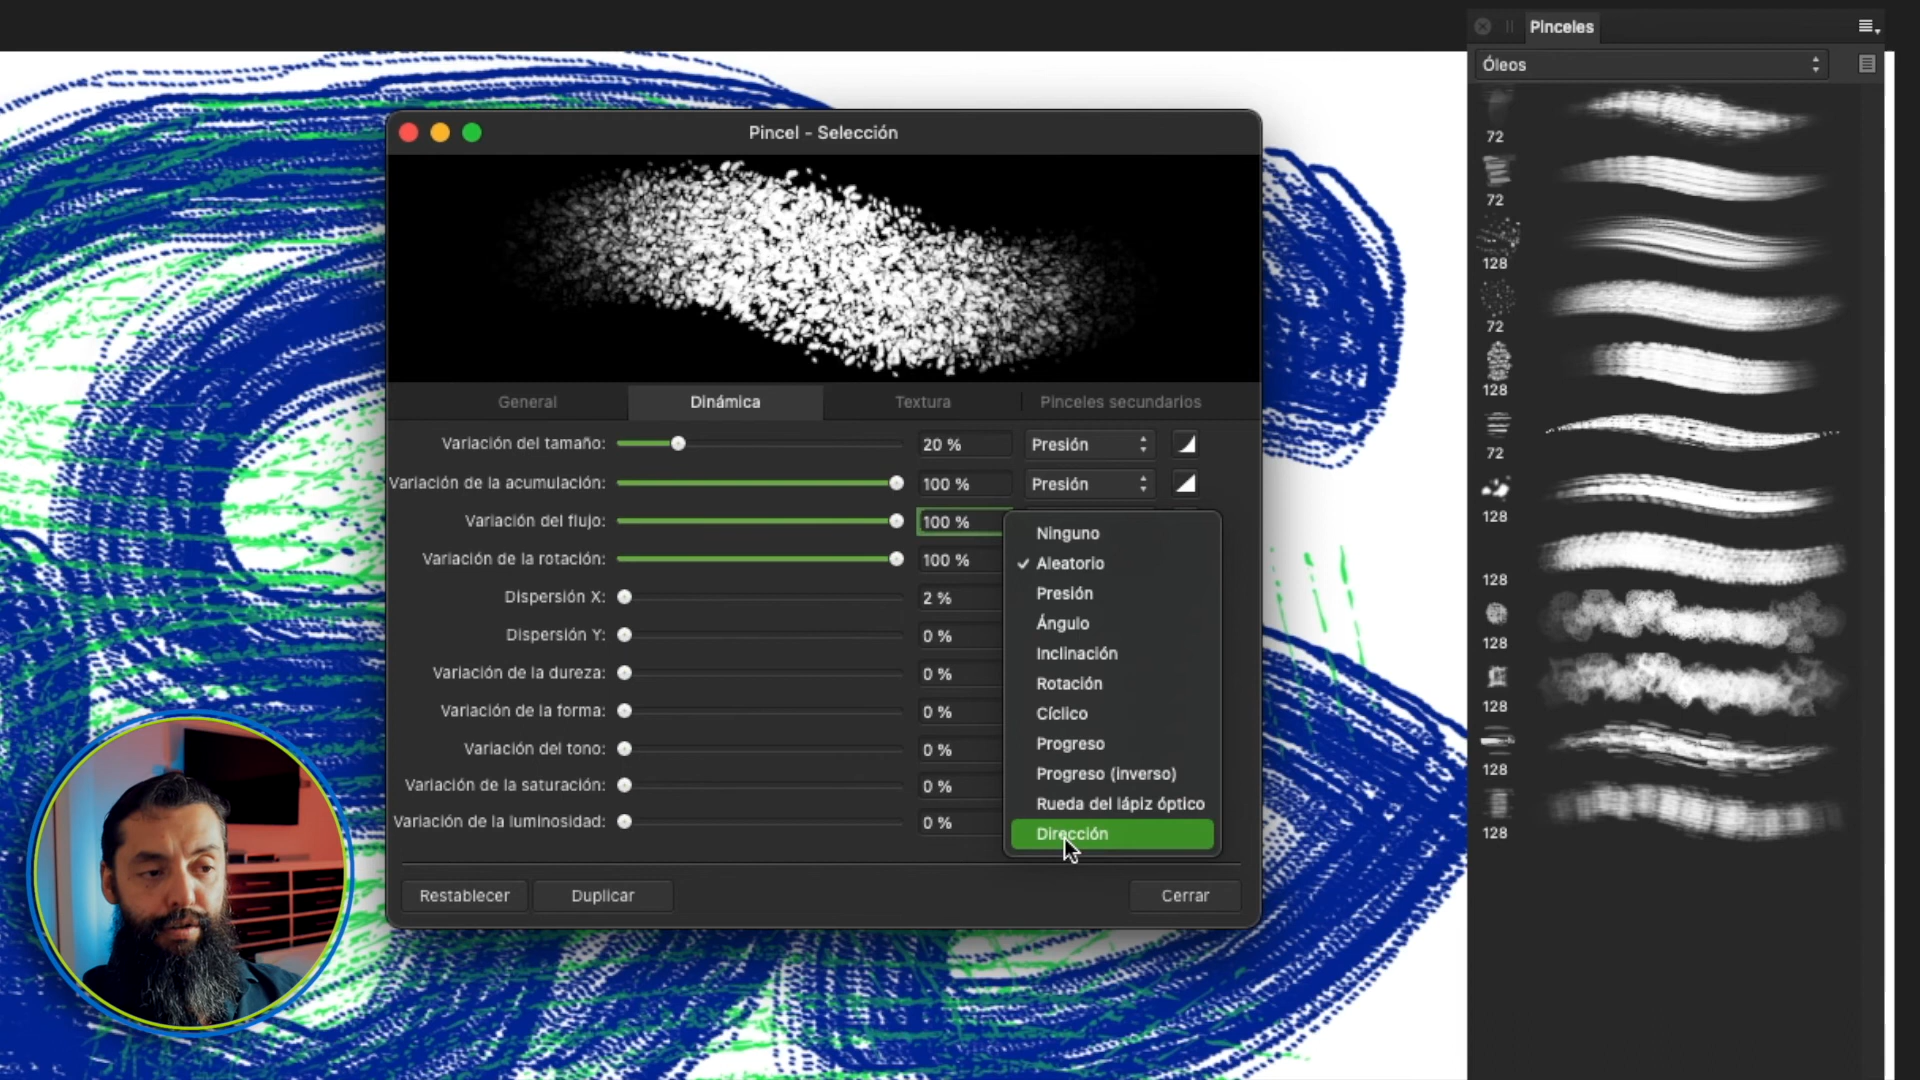 Pinceles
Óleos
72
72
128
72
128
72
128
128
128
128
128
128
Pincel - Selección
General
Dinámica
Textura
Pinceles secundarios
Variación del tamaño: 20 % Presión
Variación de la acumulación: 100 % Presión
Variación del flujo: 100 %
Variación de la rotación: 100 %
Dispersión X: 2 %
Dispersión Y: 0 %
Variación de la dureza: 0 %
Variación de la forma: 0 %
Variación del tono: 0 %
Variación de la saturación: 0 %
Variación de la luminosidad: 0 %
Ninguno
✓ Aleatorio
Presión
Ángulo
Inclinación
Rotación
Cíclico
Progreso
Progreso (inverso)
Rueda del lápiz óptico
Dirección
Restablecer
Duplicar
Cerrar